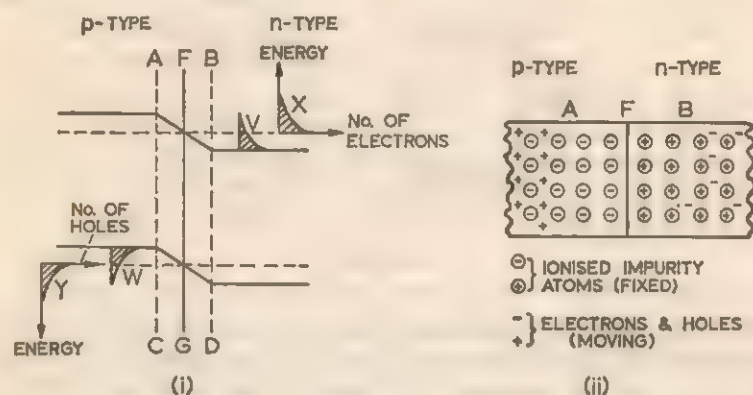 p-TYPE n-TYPE
A F B ENERGY
X
V
No. OF
ELECTRONS
No. OF
HOLES
W
Y
C G D
ENERGY
(i)
p-TYPE n-TYPE
A F B
⊖ } IONISED IMPURITY
⊕ } ATOMS (FIXED)
- } ELECTRONS & HOLES
+ } (MOVING)
(ii)